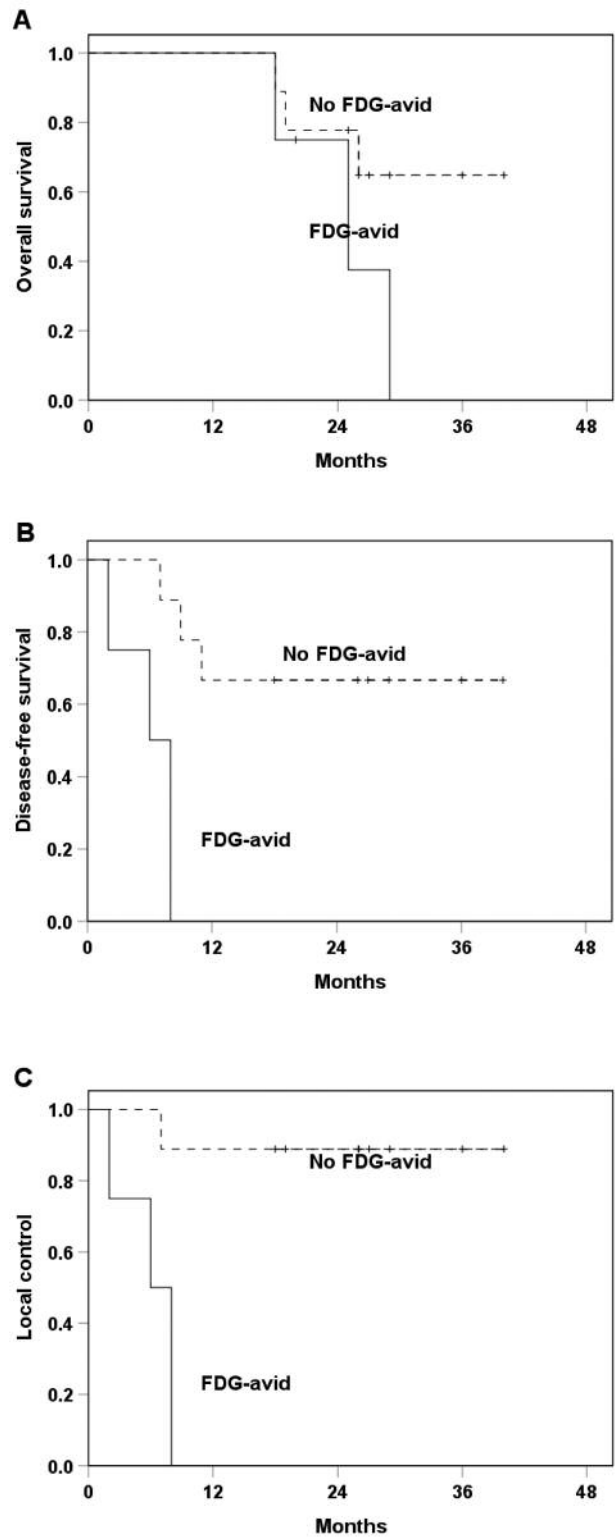 A
1.0
No FDG-avid
0.8
Overall survival
0.6
FDG-avid
0.4
0.2
0.0
0 12 24 36 48
Months
B
1.0
0.8
No FDG-avid
Disease-free survival
0.6
0.4
FDG-avid
0.2
0.0
0 12 24 36 48
Months
C
1.0
No FDG-avid
0.8
Local control
0.6
0.4
FDG-avid
0.2
0.0
0 12 24 36 48
Months